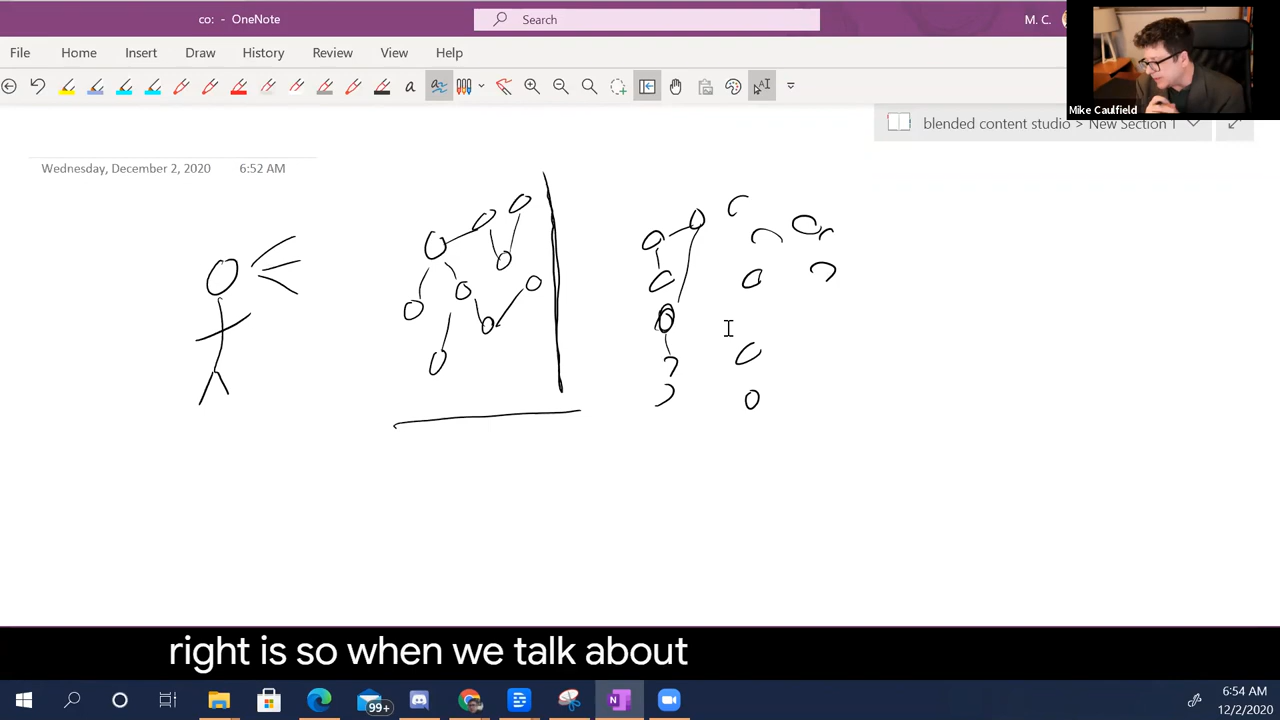 co: - OneNote
Search
M. C.
File Home Insert Draw History Review View Help
Mike Caulfield
blended content studio > New Section 1
Wednesday, December 2, 2020 6:52 AM
right is so when we talk about
99+
6:54 AM
12/2/2020